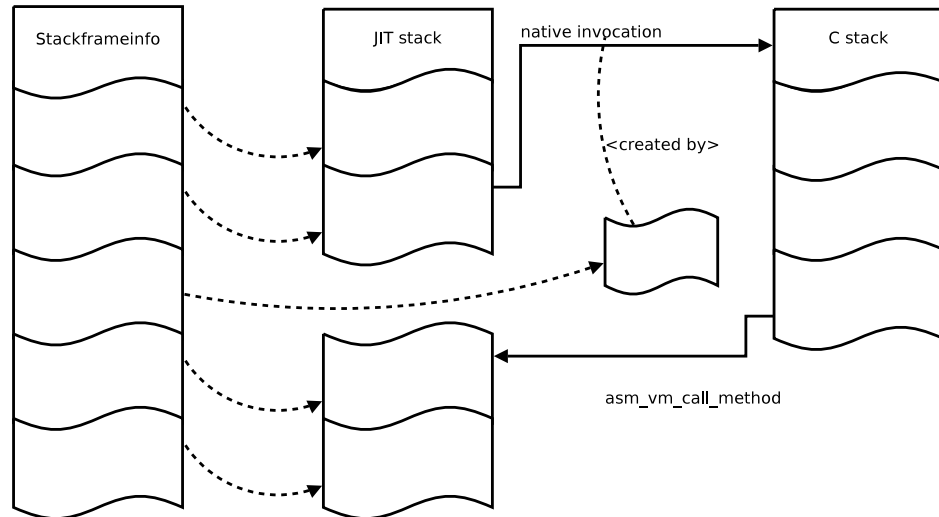 Stackframeinfo
JIT stack
native invocation
C stack
<created by>
asm_vm_call_method